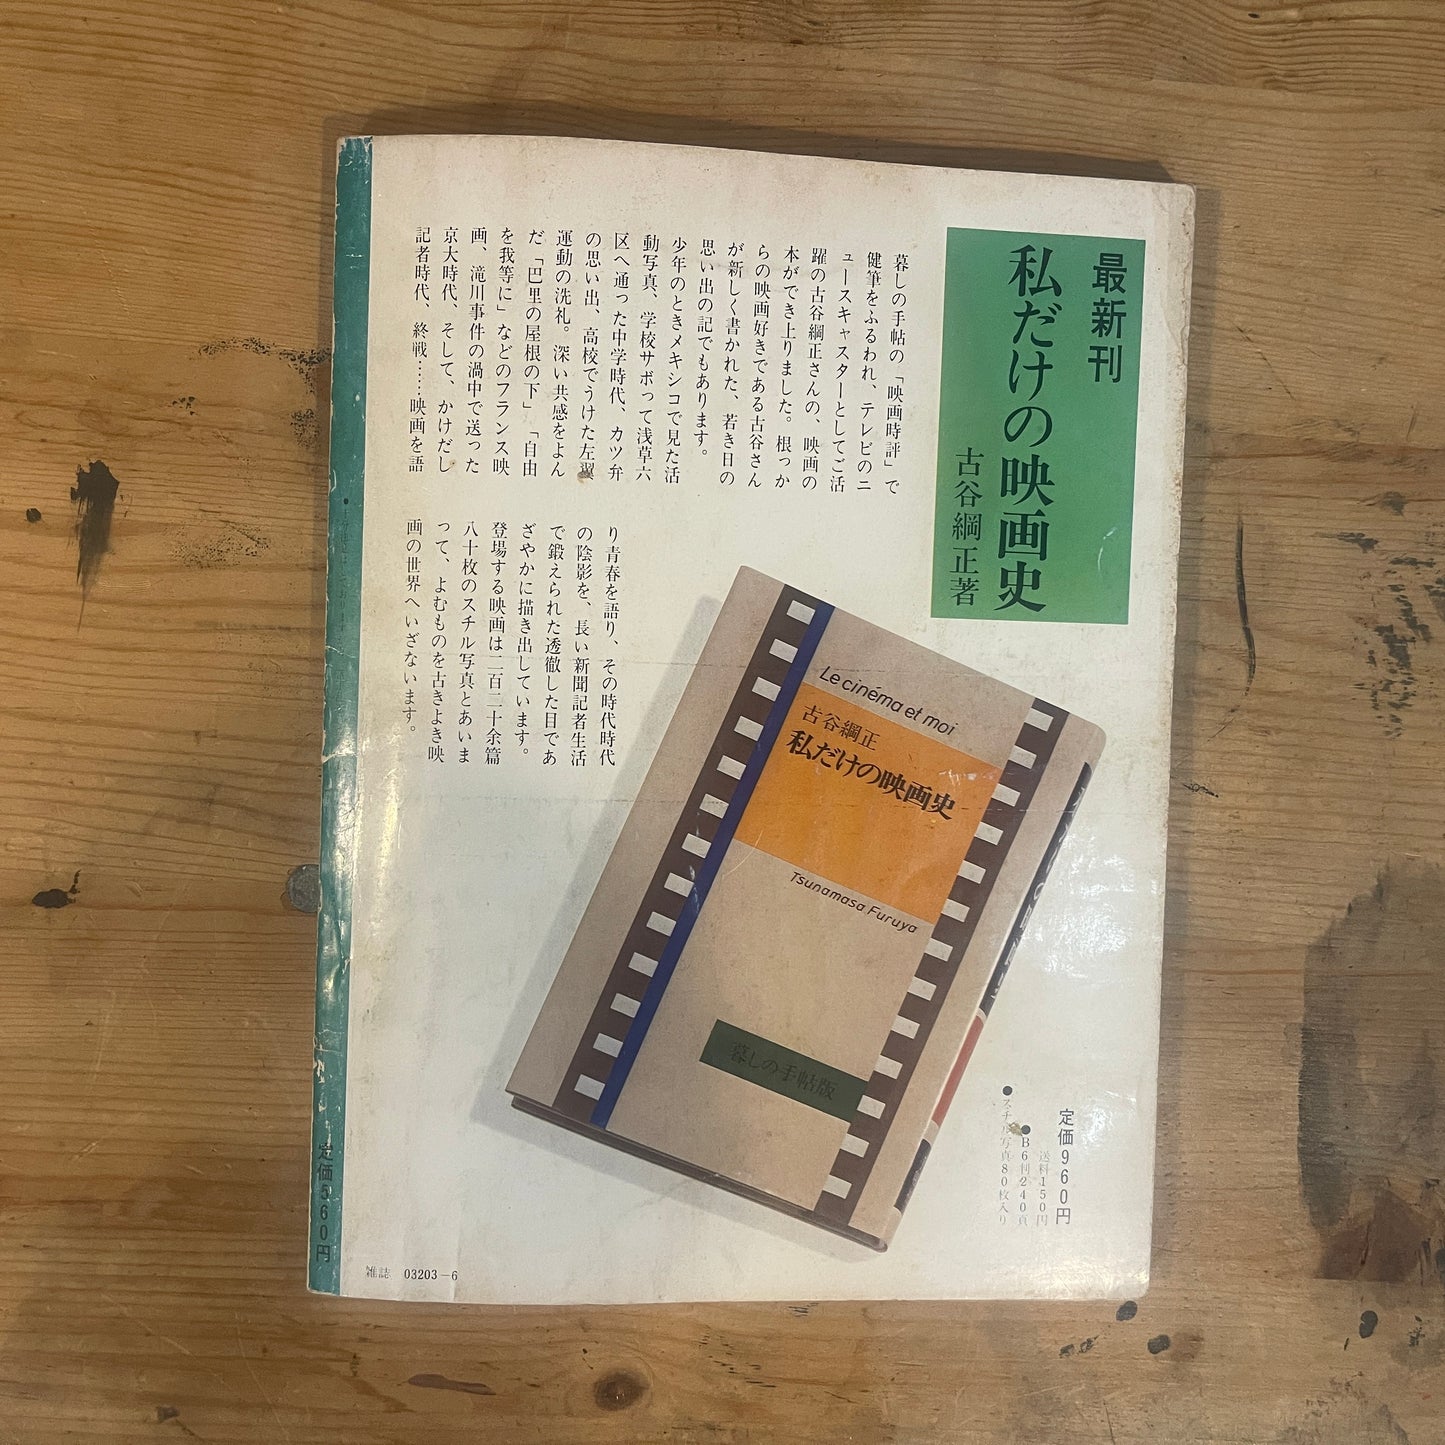 最新刊
私だけの映画史
古谷綱正著
暮しの手帖の「映画時評」で
健筆をふるわれ、テレビのニ
ュースキャスターとしてご活
躍の古谷綱正さんの、映画の
本ができ上りました。根っか
らの映画好きである古谷さん
が新しく書かれた、若き日の
思い出の記でもあります。
少年のときメキシコで見た活
動写真、学校サボって浅草六
区へ通った中学時代、カツ弁
の思い出、高校でうけた左翼
運動の洗礼。深い共感をよん
だ「巴里の屋根の下」「自由
を我等に」などのフランス映
画、滝川事件の渦中で送った
京大時代、そして、かけだし
記者時代、終戦……映画を語
り青春を語り、その時代時代
の陰影を、長い新聞記者生活
で鍛えられた透徹した目であ
ざやかに描き出しています。
登場する映画は二百二十余篇
八十枚のスチル写真とあいま
って、よむものを古きよき映
画の世界へいざないます。
Le cinéma et moi
古谷綱正
私だけの映画史
Tsunamasa Furuya
暮しの手帖版
定価960円
送料150円
●B6判240頁
●スチル写真80枚入り
定価560円
雑誌 03203-6